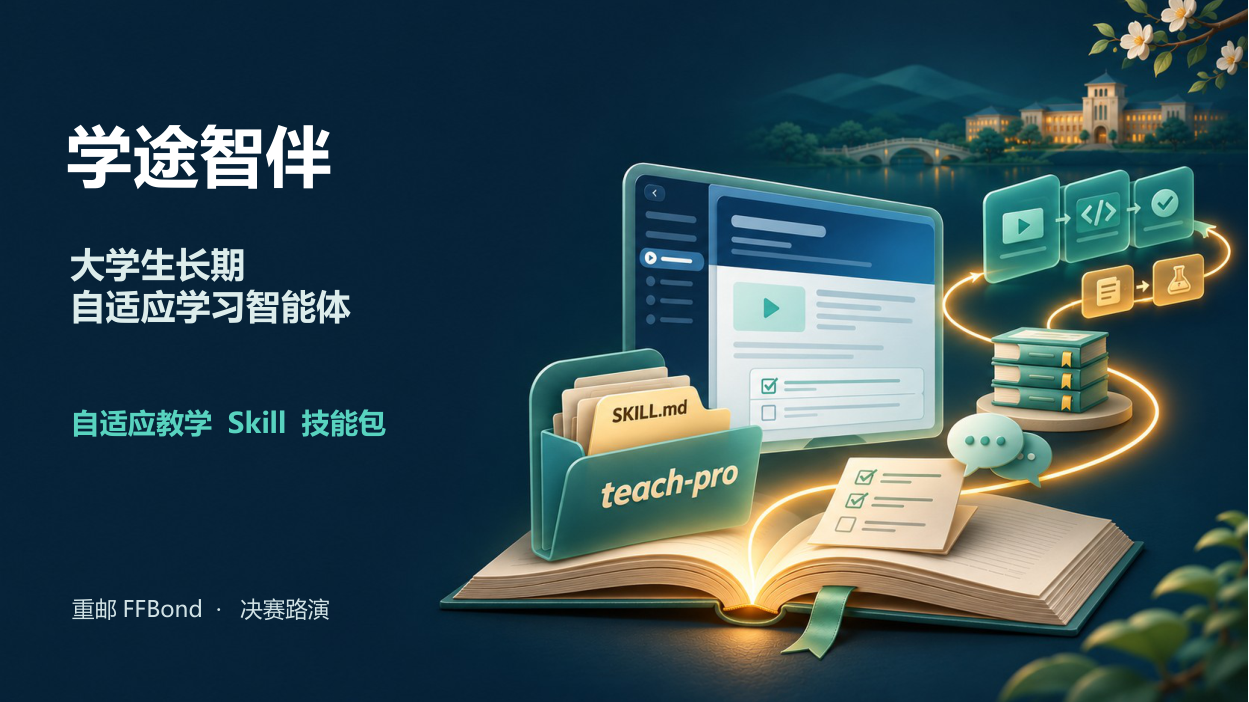 学途智伴
大学生长期
自适应学习智能体
自适应教学 Skill 技能包
重邮 FFBond · 决赛路演
SKILL.md
teach-pro
</>